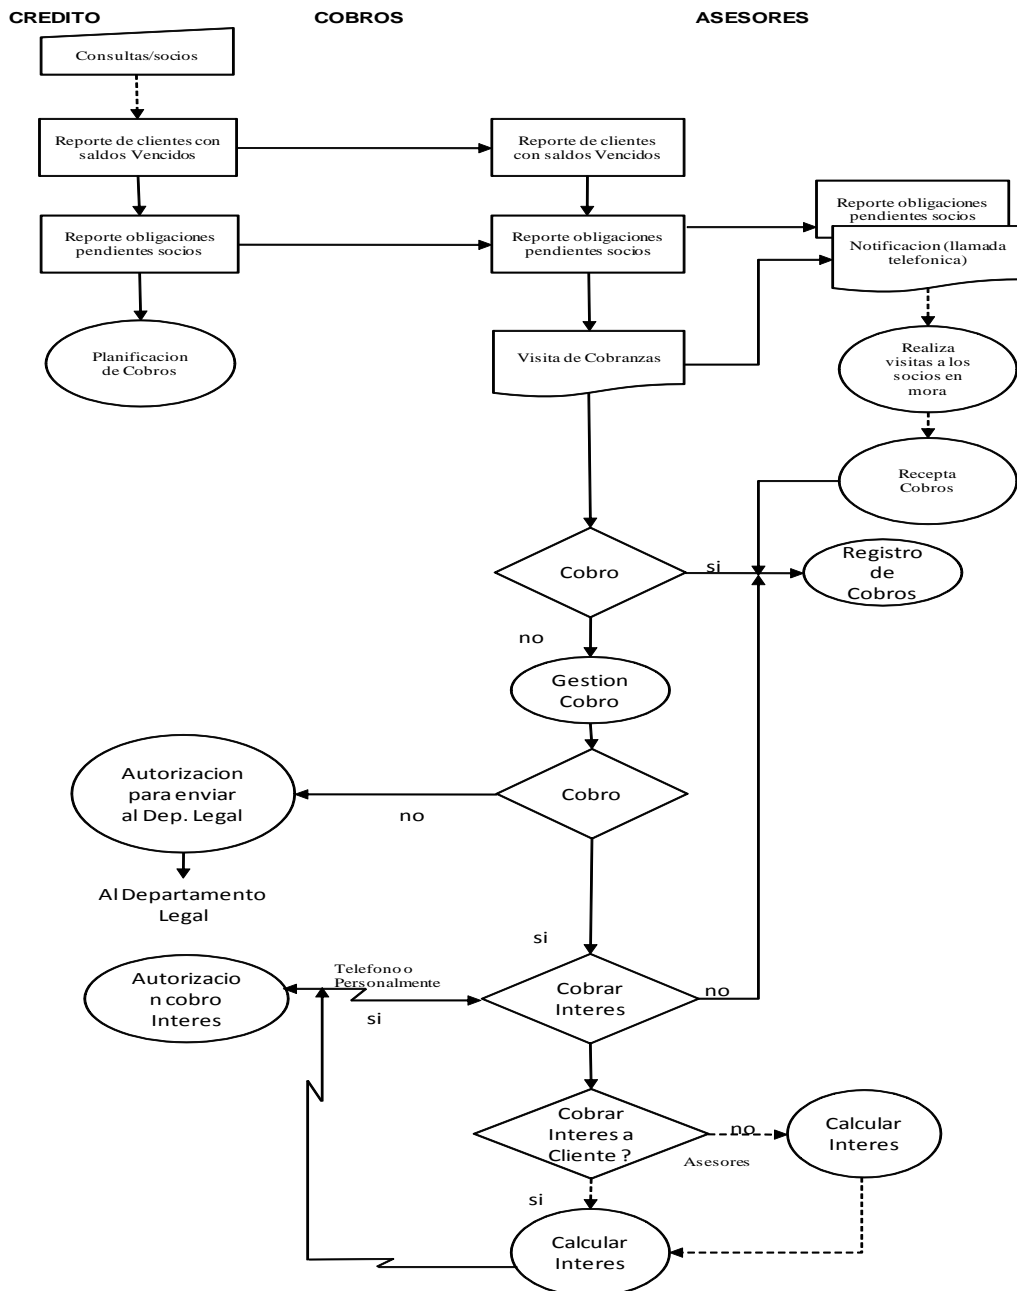 CREDITO
COBROS
ASESORES
Consultas/socios
Reporte de clientes con
saldos Vencidos
Reporte de clientes
con saldos Vencidos
Reporte obligaciones
pendientes socios
Reporte obligaciones
pendientes socios
Reporte obligaciones
pendientes socios
Notificacion (llamada
telefonica)
Planificacion
de Cobros
Visita de Cobranzas
Realiza
visitas a los
socios en
mora
Recepta
Cobros
Cobro
si
Registro
de
Cobros
no
Gestion
Cobro
Autorizacion
para enviar
al Dep. Legal
no
Cobro
Al Departamento
Legal
si
Autorizacio
n cobro
Interes
Telefono o
Personalmente
si
Cobrar
Interes
no
Cobrar
Interes a
Cliente ?
no
Asesores
Calcular
Interes
si
Calcular
Interes